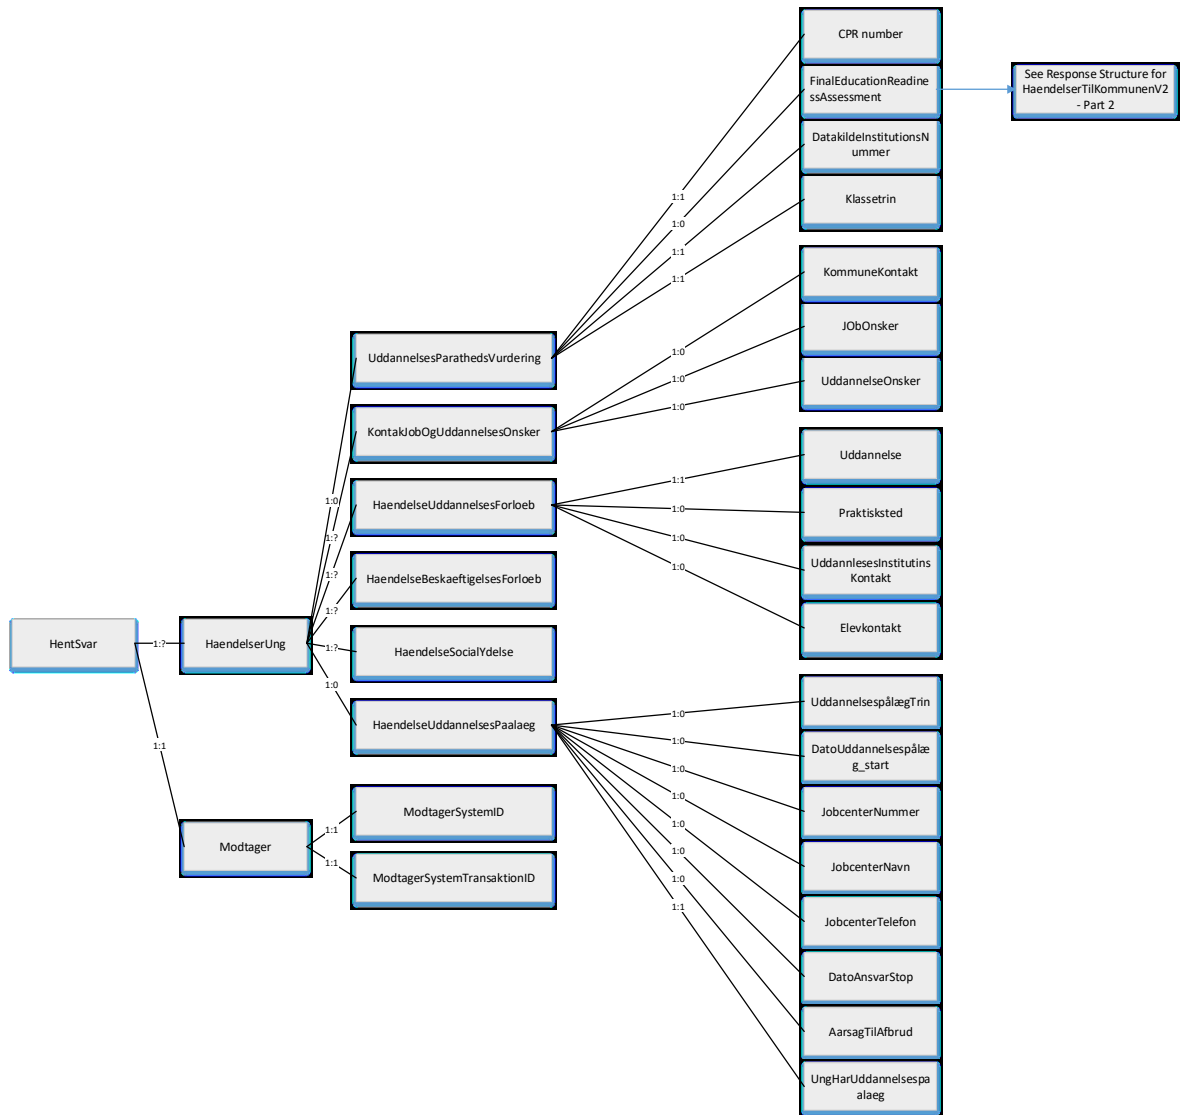 HentSvar
1:?
1:1
HaendelserUng
Modtager
1:0
1:?
1:?
1:?
1:?
1:0
1:1
1:1
UddannelsesParathedsVurdering
KontakJobOgUddannelsesOnsker
HaendelseUddannelsesForloeb
HaendelseBeskaeftigelsesForloeb
HaendelseSocialYdelse
HaendelseUddannelsesPaalaeg
ModtagerSystemID
ModtagerSystemTransaktionID
1:1
1:0
1:1
1:1
1:0
1:0
1:0
1:1
1:0
1:0
1:0
1:0
1:0
1:0
1:0
1:0
1:0
1:0
1:1
CPR number
FinalEducationReadine
ssAssessment
DatakildeInstitutionsN
ummer
Klassetrin
KommuneKontakt
JObOnsker
UddannelseOnsker
Uddannelse
Praktisksted
UddannlesesInstitutins
Kontakt
Elevkontakt
UddannelsespålægTrin
DatoUddannelsespålæ
g_start
JobcenterNummer
JobcenterNavn
JobcenterTelefon
DatoAnsvarStop
AarsagTilAfbrud
UngHarUddannelsespa
alaeg
See Response Structure for
HaendelserTilKommunenV2
- Part 2